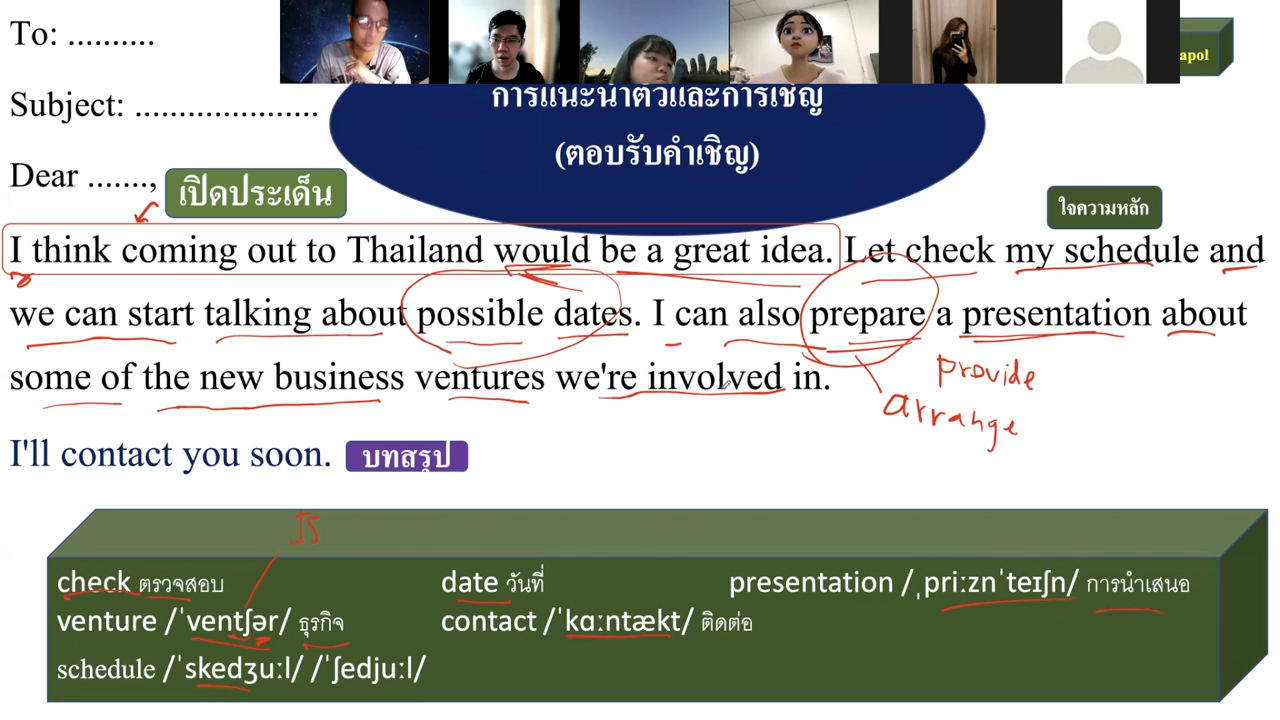 To: ..........
apol
Subject: .....................
การแนะนำตัวและการเชิญ
(ตอบรับคำเชิญ)
Dear .......,
เปิดประเด็น
ใจความหลัก
I think coming out to Thailand would be a great idea. Let check my schedule and
we can start talking about possible dates. I can also prepare a presentation about
some of the new business ventures we're involved in.
provide
arrange
I'll contact you soon.
บทสรุป
check ตรวจสอบ
date วันที่
presentation /ˌpriːznˈteɪʃn/ การนำเสนอ
venture /ˈventʃər/ ธุรกิจ
contact /ˈkɑːntækt/ ติดต่อ
schedule /ˈskedʒuːl/ /ˈʃedjuːl/